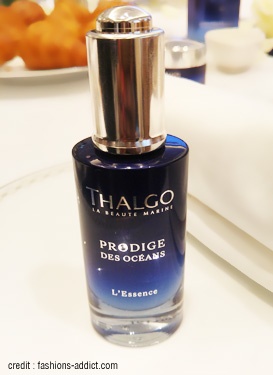 THALGO
LA BEAUTÉ MARINE
PRODIGE
DES OCÉANS
L'Essence
credit : fashions-addict.com